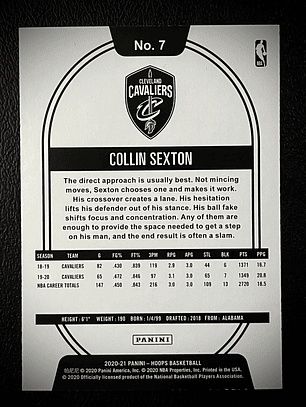 No. 7
NBA
CLEVELAND
CAVALIERS
COLLIN SEXTON
The direct approach is usually best. Not mincing
moves, Sexton chooses one and makes it work.
His crossover creates a lane. His hesitation
lifts his defender out of his stance. His ball fake
shifts focus and concentration. Any of them are
enough to provide the space needed to get a step
on his man, and the end result is often a slam.
SEASON TEAM G FG% FT% 3PM RPG APG STL BLK PTS PPG
18-19 CAVALIERS 82 .430 .839 119 2.9 3.0 44 6 1371 16.7
19-20 CAVALIERS 65 .472 .846 97 3.1 3.0 65 7 1349 20.8
NBA CAREER TOTALS 147 .450 .843 216 3.0 3.0 109 13 2720 18.5
HEIGHT: 6'1" WEIGHT: 190 BORN: 1/4/99 DRAFTED: 2018 FROM: ALABAMA
PANINI
2020-21 PANINI – HOOPS BASKETBALL
帕尼尼 © 2020 Panini America, Inc. © 2020 NBA Properties, Inc. Printed in the USA.
© 2020 Officially licensed product of the National Basketball Players Association.